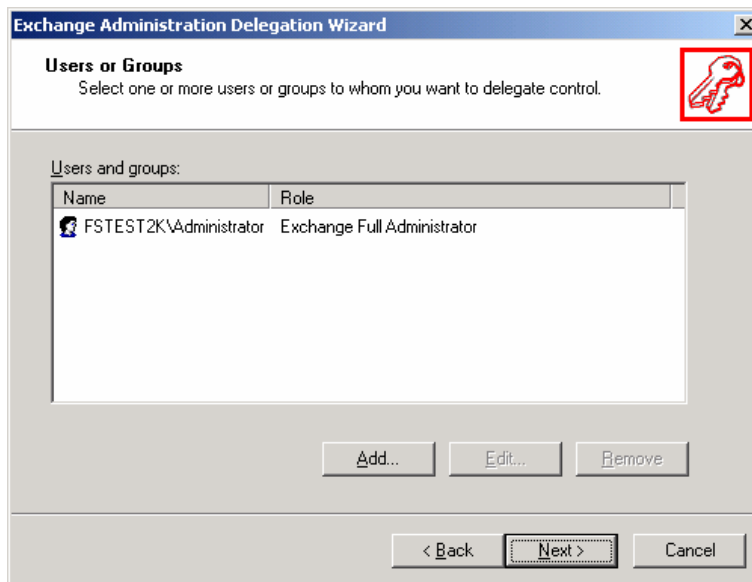 Exchange Administration Delegation Wizard
Users or Groups
Select one or more users or groups to whom you want to delegate control.
Users and groups:
Name Role
FSTEST2K\Administrator Exchange Full Administrator
Add... Edit... Remove
< Back Next > Cancel